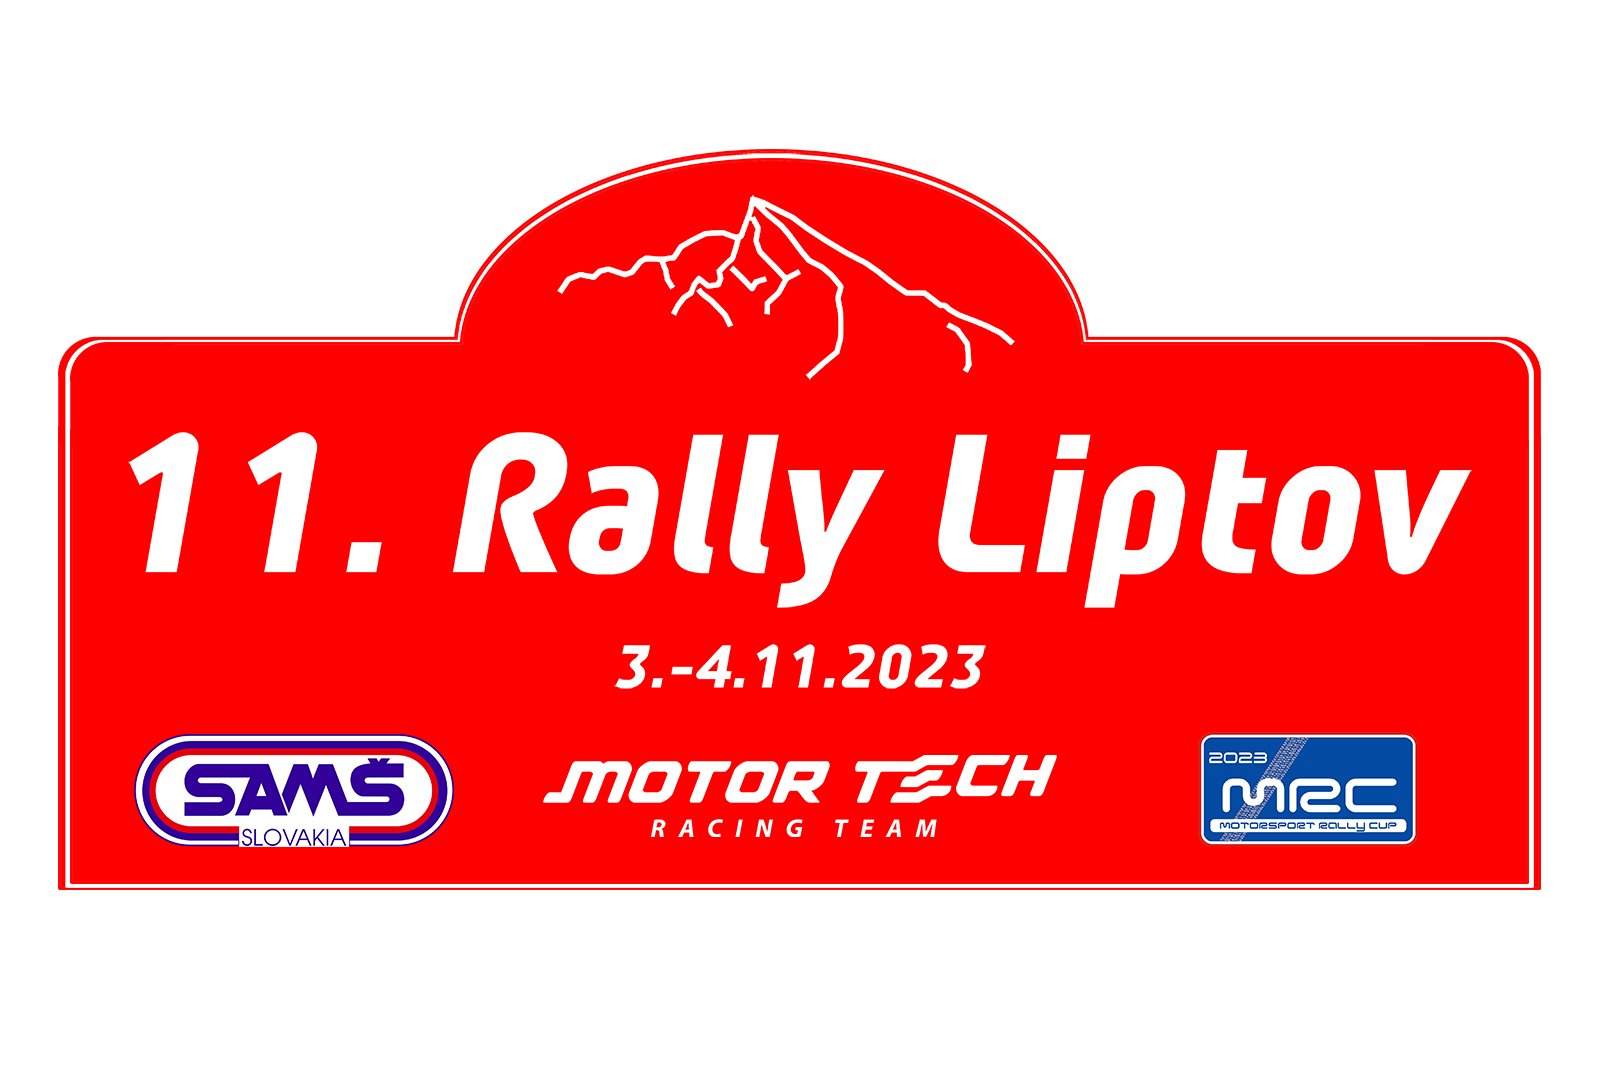 11. Rally Liptov
3.-4.11.2023
SAMŠ
SLOVAKIA
MOTOR TECH
RACING TEAM
2023
MRC
MOTORSPORT RALLY CUP